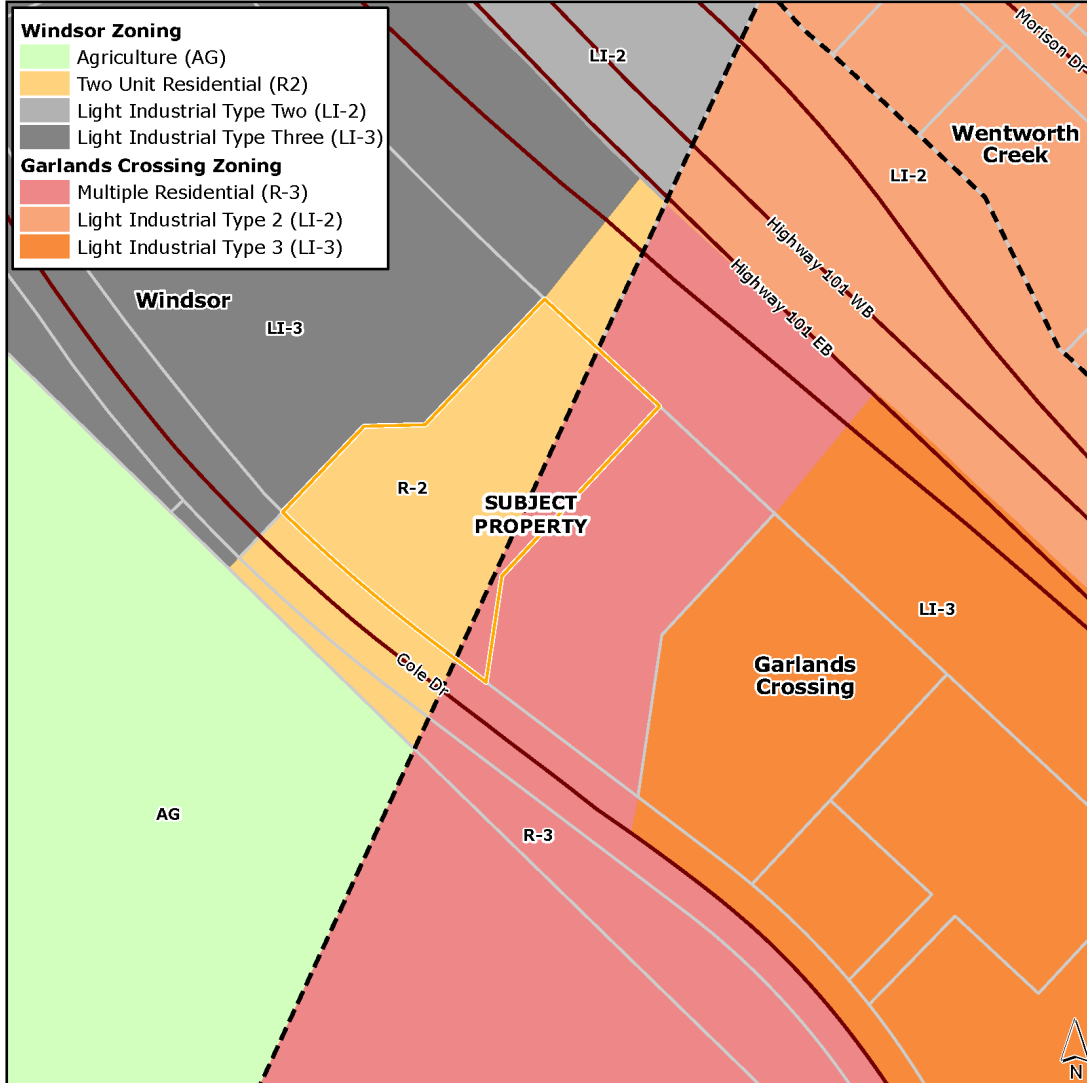 Windsor Zoning
Agriculture (AG)
Two Unit Residential (R2)
Light Industrial Type Two (LI-2)
Light Industrial Type Three (LI-3)
Garlands Crossing Zoning
Multiple Residential (R-3)
Light Industrial Type 2 (LI-2)
Light Industrial Type 3 (LI-3)
LI-2
Morison Dr
Wentworth
Creek
LI-2
Highway 101 WB
Highway 101 EB
Windsor
LI-3
R-2
SUBJECT
PROPERTY
LI-3
Garlands
Crossing
Cole Dr
AG
R-3
N